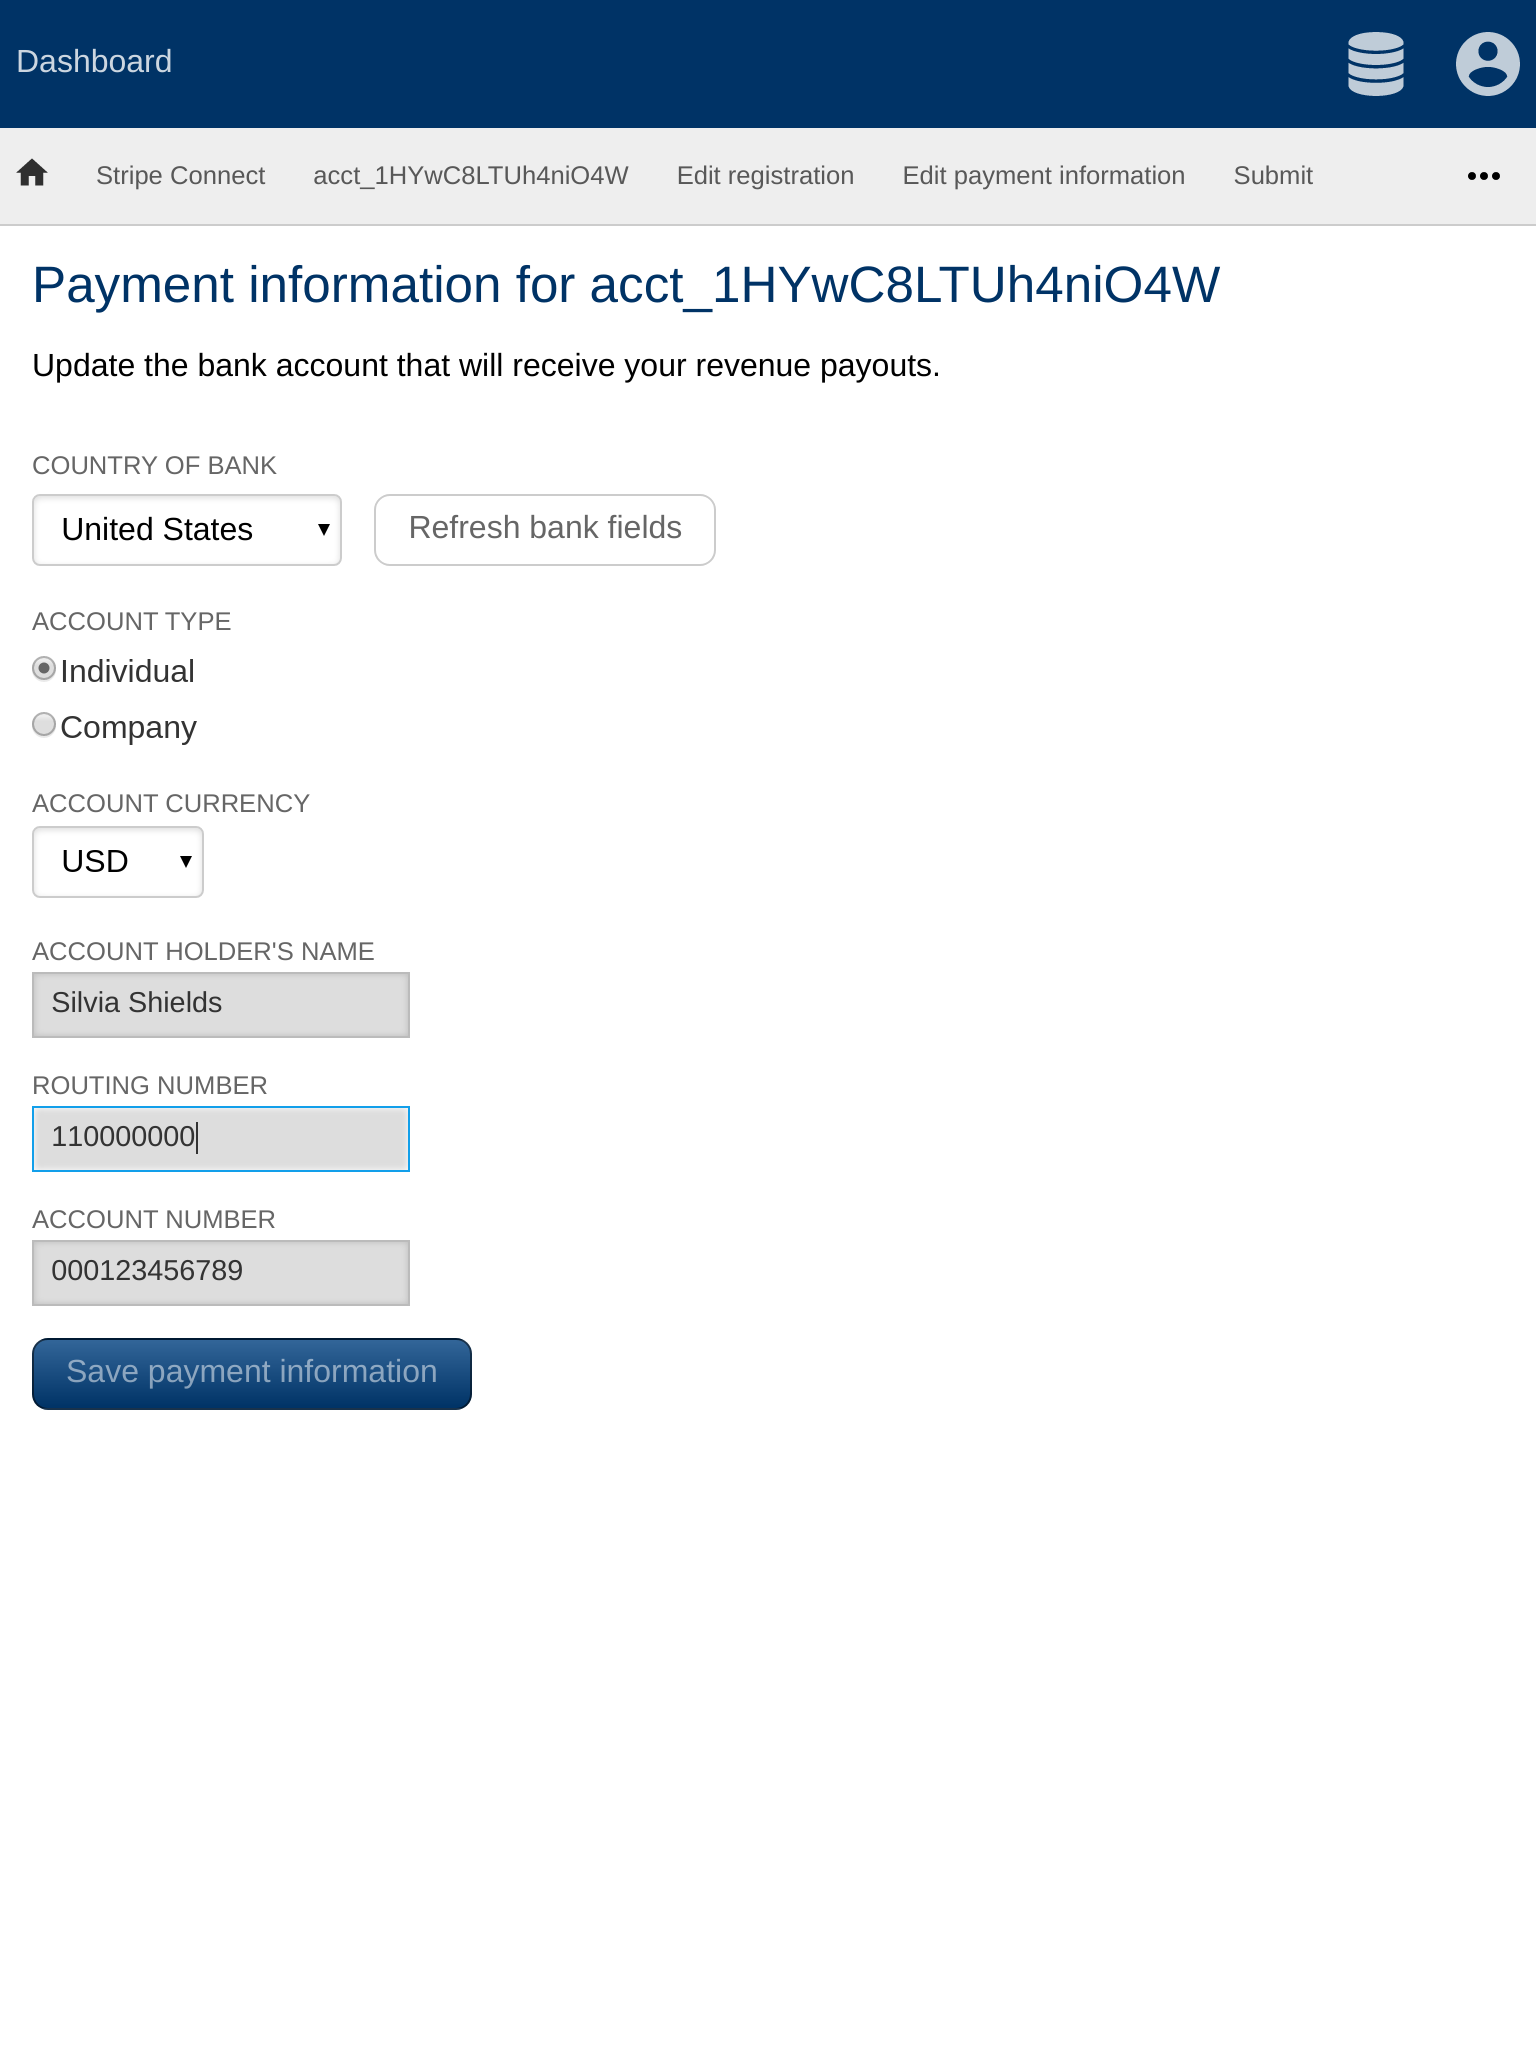 Dashboard
Stripe Connect acct_1HYwC8LTUh4niO4W Edit registration Edit payment information Submit
Payment information for acct_1HYwC8LTUh4niO4W
Update the bank account that will receive your revenue payouts.
COUNTRY OF BANK
United States Refresh bank fields
ACCOUNT TYPE
Individual
Company
ACCOUNT CURRENCY
USD
ACCOUNT HOLDER'S NAME
Silvia Shields
ROUTING NUMBER
110000000
ACCOUNT NUMBER
000123456789
Save payment information